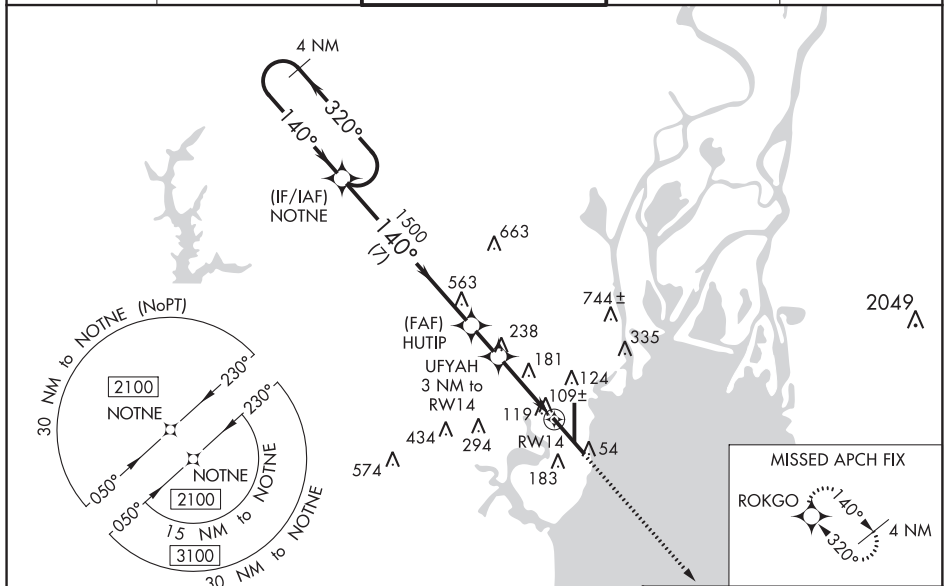 4 NM
320°
140°
(IF/IAF)
NOTNE
1500
140°
(7)
663
563
(FAF)
HUTIP
238
UFYAH
3 NM to
RW14
181
744±
335
2049
124
109±
119
RW14
434
294
574
183
54
30 NM to NOTNE (NoPT)
2100
NOTNE
230°
050°
230°
NOTNE
050°
2100
15 NM to NOTNE
3100
30 NM to NOTNE
MISSED APCH FIX
ROKGO
140°
320°
4 NM